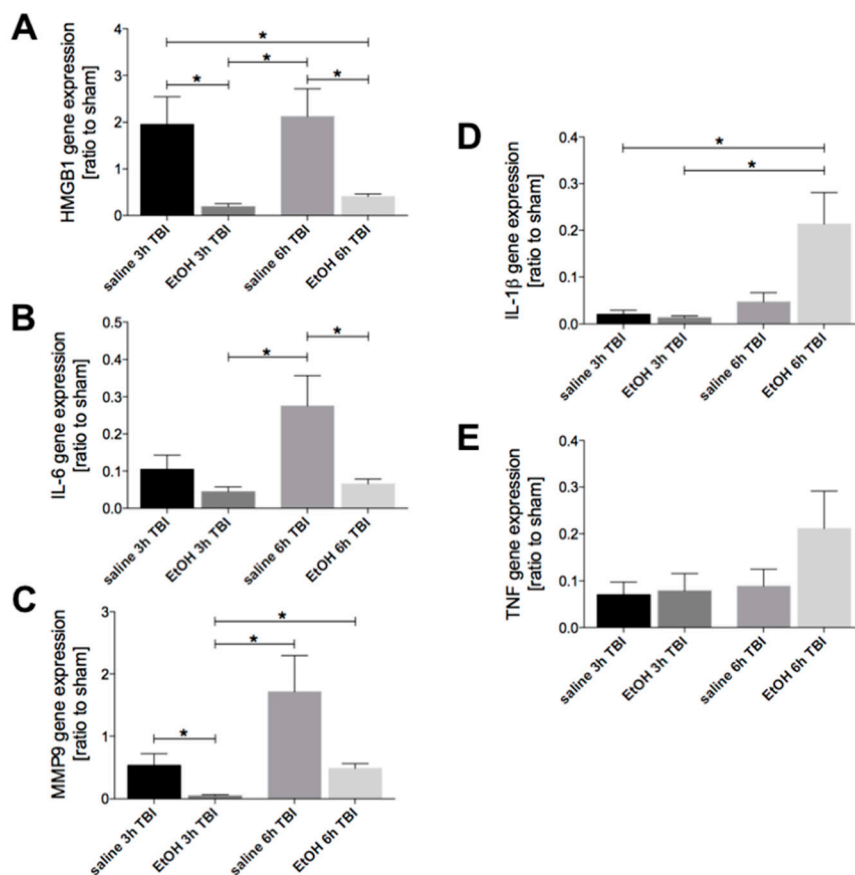 A
HMGB1 gene expression
[ratio to sham]
4
3
2
1
0
*
*
*
*
saline 3h TBI
EtOH 3h TBI
saline 6h TBI
EtOH 6h TBI
B
IL-6 gene expression
[ratio to sham]
0.5
0.4
0.3
0.2
0.1
0.0
*
*
saline 3h TBI
EtOH 3h TBI
saline 6h TBI
EtOH 6h TBI
C
MMP9 gene expression
[ratio to sham]
3
2
1
0
*
*
*
saline 3h TBI
EtOH 3h TBI
saline 6h TBI
EtOH 6h TBI
D
IL-1β gene expression
[ratio to sham]
0.4
0.3
0.2
0.1
0.0
*
*
saline 3h TBI
EtOH 3h TBI
saline 6h TBI
EtOH 6h TBI
E
TNF gene expression
[ratio to sham]
0.4
0.3
0.2
0.1
0.0
saline 3h TBI
EtOH 3h TBI
saline 6h TBI
EtOH 6h TBI